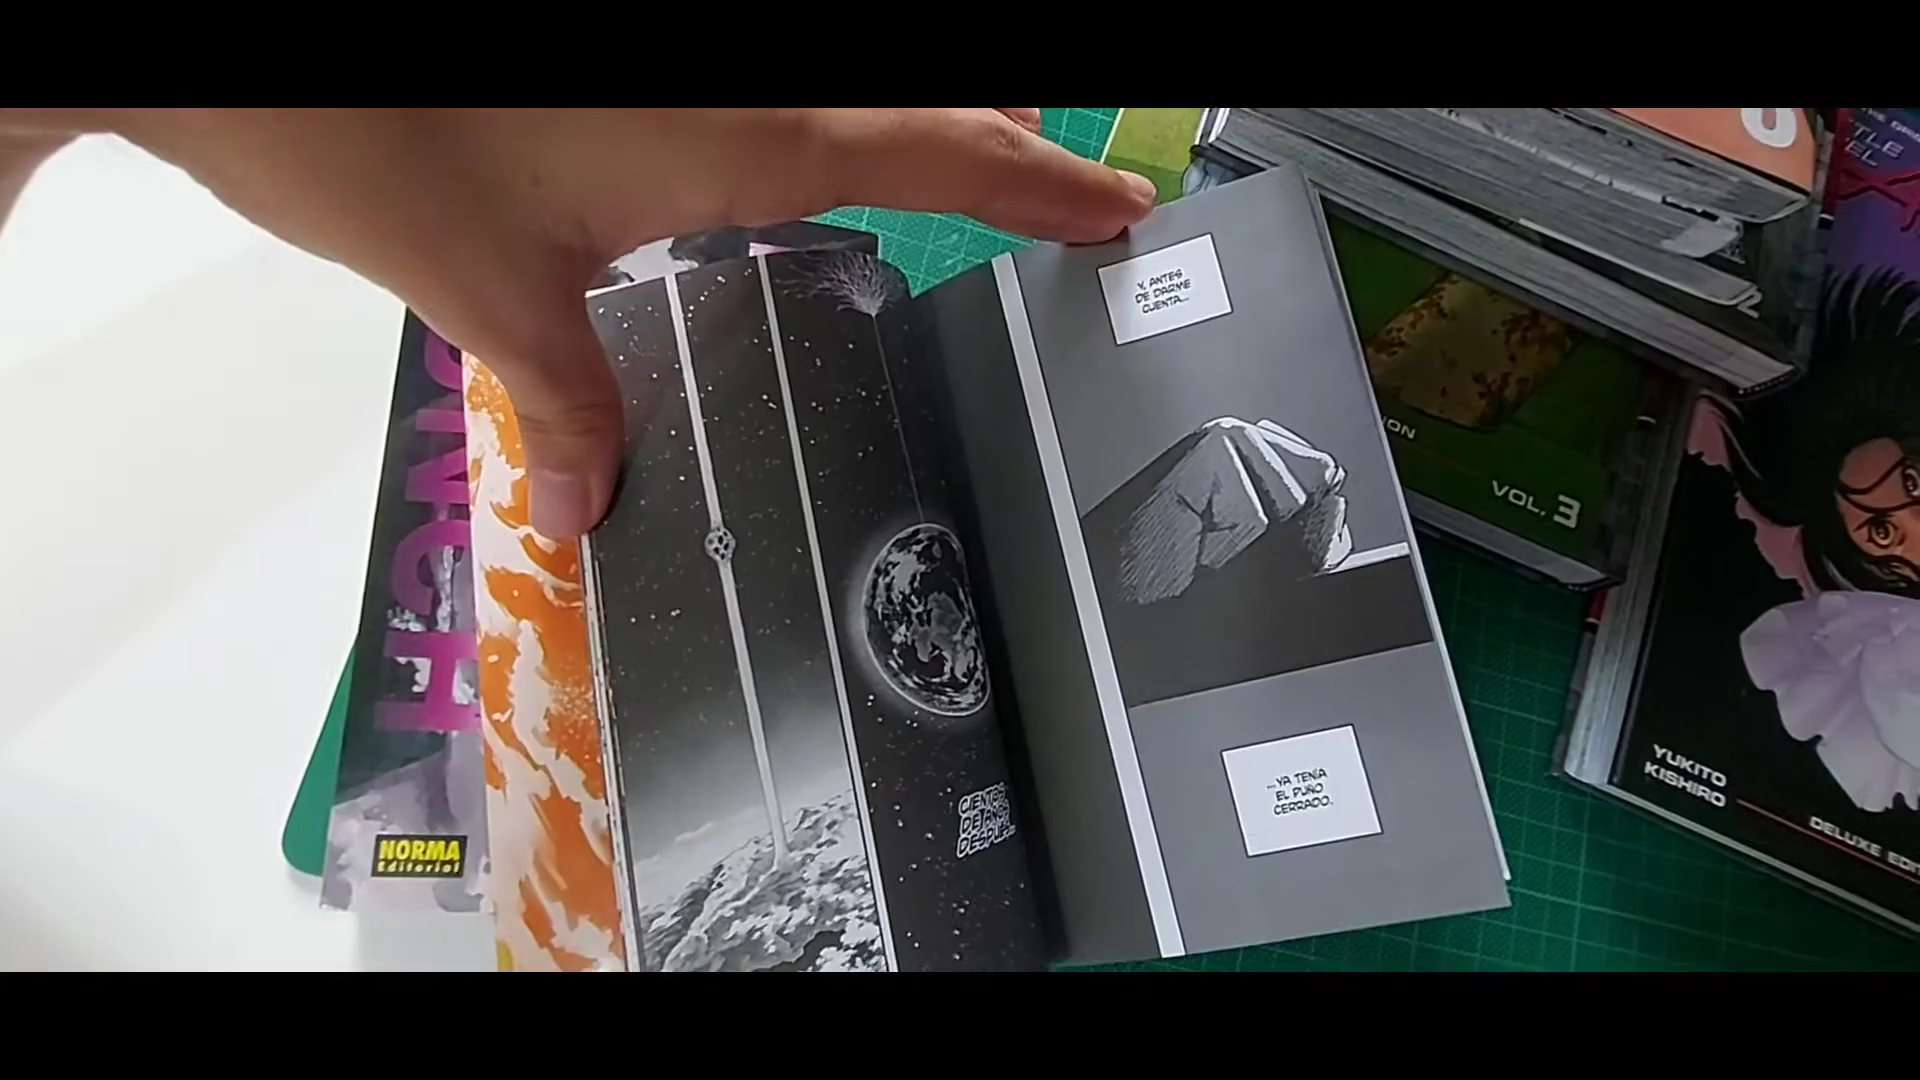 Y, ANTES
DE DARME
CUENTA...
...YA TENÍA
EL PUÑO
CERRADO.
CIENTOS
DE AÑOS
DESPUÉS...
NORMA
Editorial
VOL. 3
2
YUKITO
KISHIRO
DELUXE